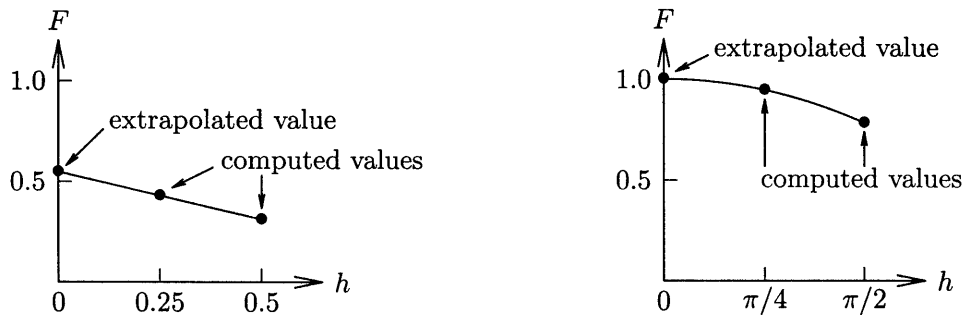 F
1.0
extrapolated value
computed values
0.5
0
0.25
0.5
h
F
extrapolated value
1.0
0.5
computed values
0
π/4
π/2
h